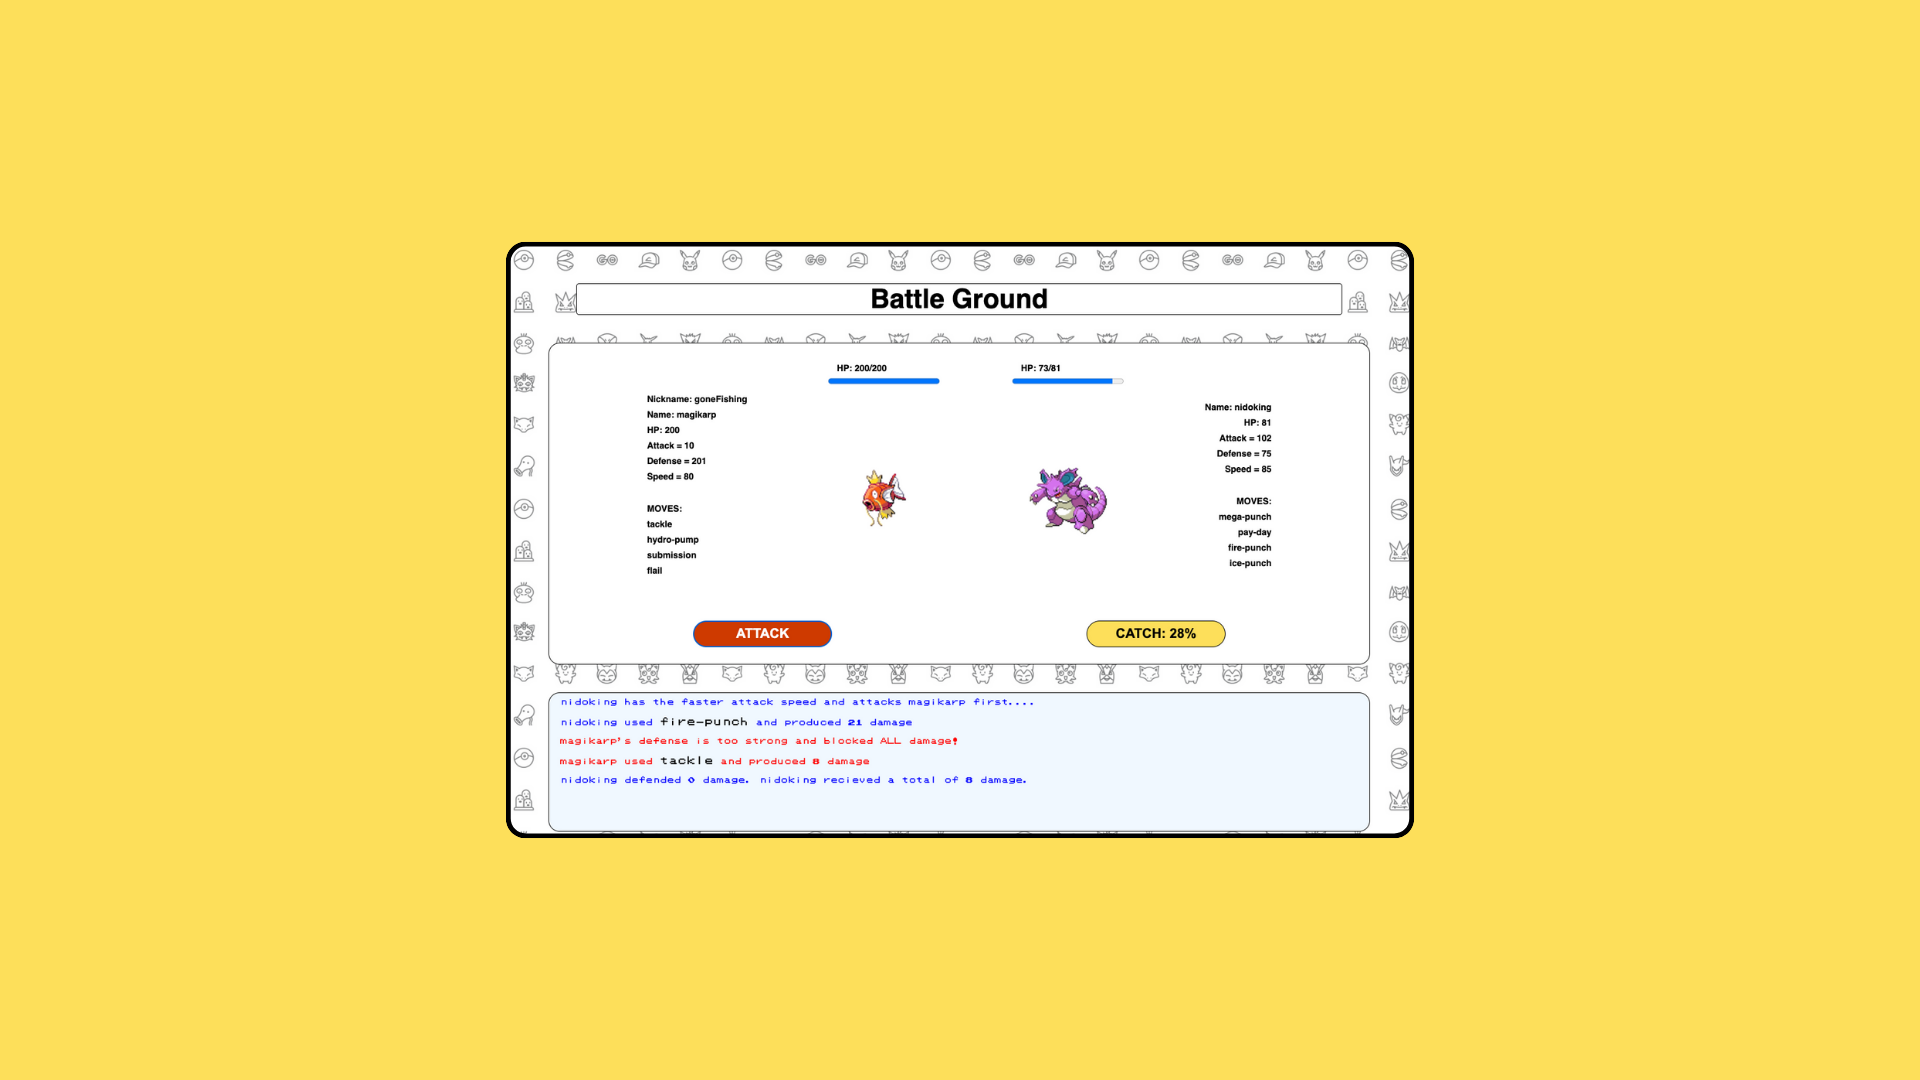 Battle Ground
HP: 200/200
HP: 73/81
Nickname: goneFishing
Name: magikarp
HP: 200
Attack = 10
Defense = 201
Speed = 80
MOVES:
tackle
hydro-pump
submission
flail
Name: nidoking
HP: 81
Attack = 102
Defense = 75
Speed = 85
MOVES:
mega-punch
pay-day
fire-punch
ice-punch
ATTACK
CATCH: 28%
nidoking has the faster attack speed and attacks magikarp first....
nidoking used fire-punch and produced 21 damage
magikarp's defense is too strong and blocked ALL damage!
magikarp used tackle and produced 8 damage
nidoking defended 0 damage. nidoking recieved a total of 8 damage.